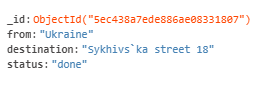 _id:ObjectId("5ec438a7ede886ae08331807")
from:"Ukraine"
destination:"Sykhivs`ka street 18"
status:"done"